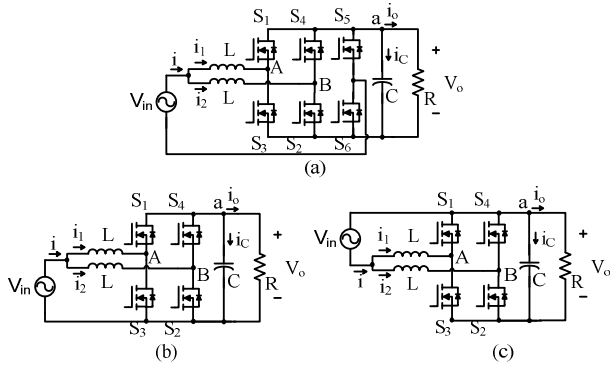 S1 S4 S5 a io
i i1 L A iC +
i2 L B C R Vo
Vin −
S3 S2 S6
(a)
S1 S4 a io
i i1 L A iC +
i2 L B C R Vo
Vin −
S3 S2
(b)
S1 S4 a io
Vin i1 L A iC +
i i2 L B C R Vo
−
S3 S2
(c)